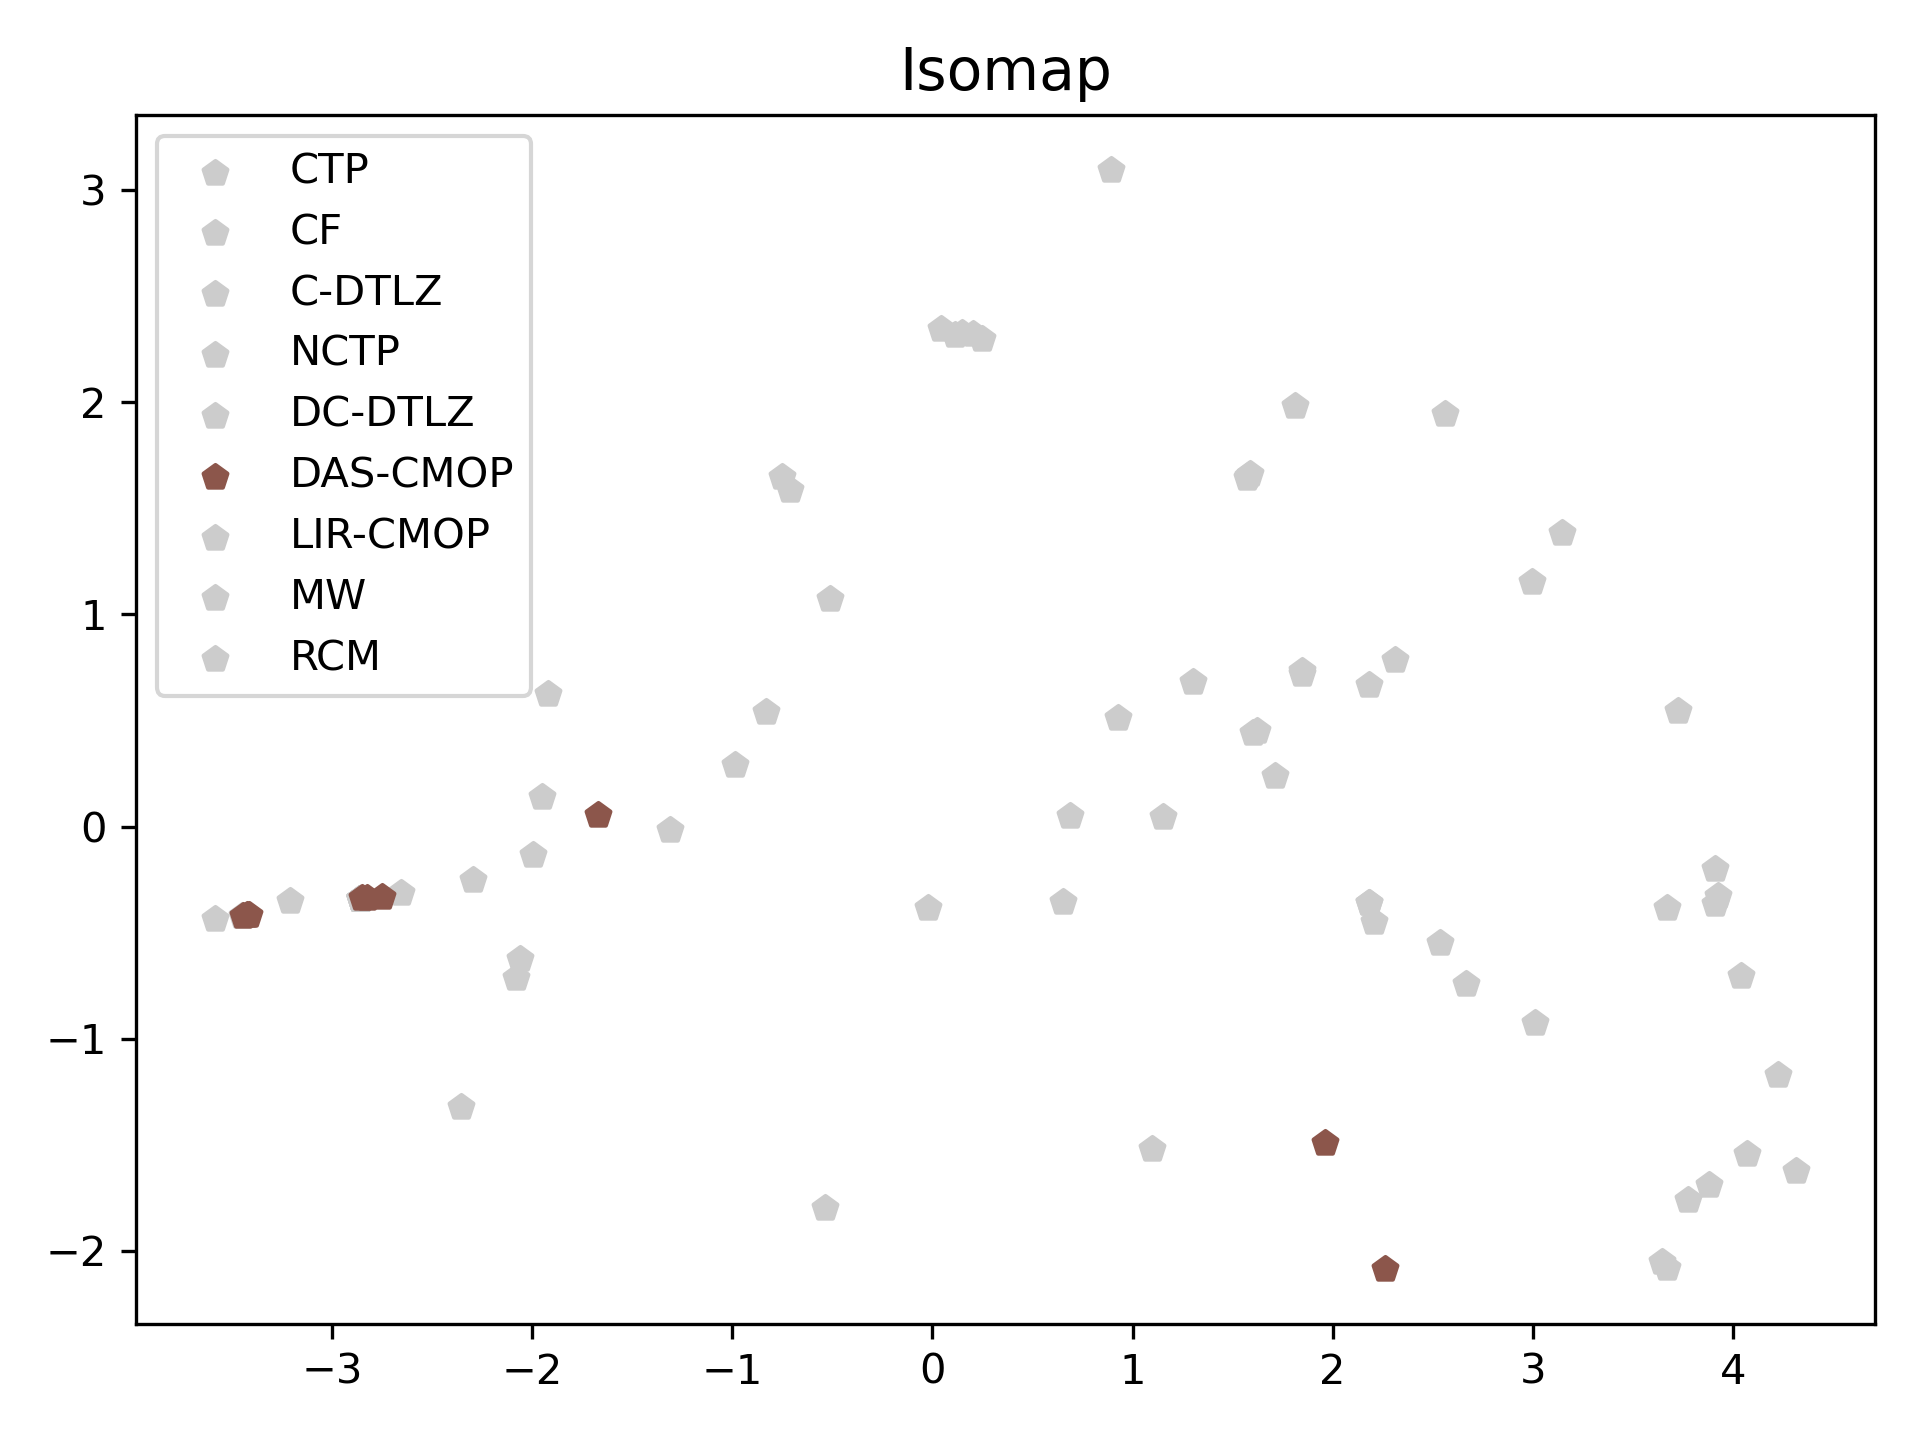 Isomap
CTP
CF
C-DTLZ
NCTP
DC-DTLZ
DAS-CMOP
LIR-CMOP
MW
RCM
3
2
1
0
−1
−2
−3 −2 −1 0 1 2 3 4